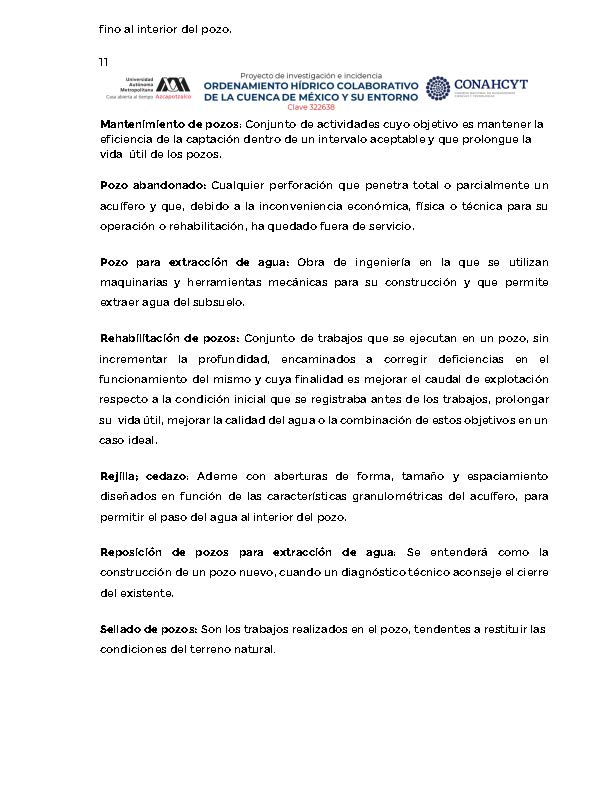 fino al interior del pozo.
11
Universidad
Autónoma
Metropolitana
Casa abierta al tiempo Azcapotzalco
Proyecto de investigación e incidencia
ORDENAMIENTO HÍDRICO COLABORATIVO
DE LA CUENCA DE MÉXICO Y SU ENTORNO
Clave 322638
CONAHCYT
Mantenimiento de pozos: Conjunto de actividades cuyo objetivo es mantener la
eficiencia de la captación dentro de un intervalo aceptable y que prolongue la
vida útil de los pozos.
Pozo abandonado: Cualquier perforación que penetra total o parcialmente un
acuífero y que, debido a la inconveniencia económica, física o técnica para su
operación o rehabilitación, ha quedado fuera de servicio.
Pozo para extracción de agua: Obra de ingeniería en la que se utilizan
maquinarias y herramientas mecánicas para su construcción y que permite
extraer agua del subsuelo.
Rehabilitación de pozos: Conjunto de trabajos que se ejecutan en un pozo, sin
incrementar la profundidad, encaminados a corregir deficiencias en el
funcionamiento del mismo y cuya finalidad es mejorar el caudal de explotación
respecto a la condición inicial que se registraba antes de los trabajos, prolongar
su vida útil, mejorar la calidad del agua o la combinación de estos objetivos en un
caso ideal.
Rejilla; cedazo: Ademe con aberturas de forma, tamaño y espaciamiento
diseñados en función de las características granulométricas del acuífero, para
permitir el paso del agua al interior del pozo.
Reposición de pozos para extracción de agua: Se entenderá como la
construcción de un pozo nuevo, cuando un diagnóstico técnico aconseje el cierre
del existente.
Sellado de pozos: Son los trabajos realizados en el pozo, tendentes a restituir las
condiciones del terreno natural.